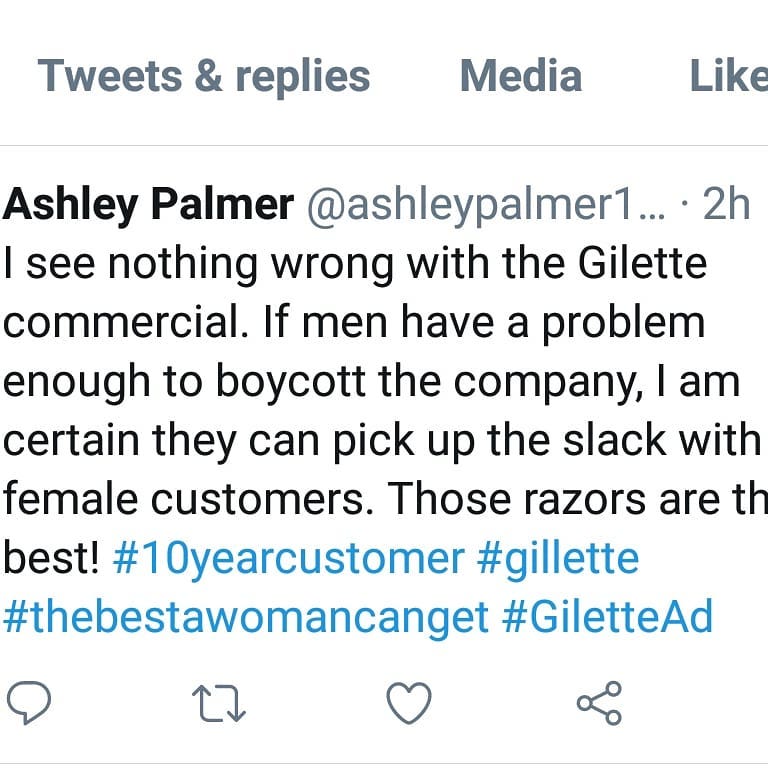 Tweets & replies Media Like
Ashley Palmer @ashleypalmer1... · 2h
I see nothing wrong with the Gilette
commercial. If men have a problem
enough to boycott the company, I am
certain they can pick up the slack with
female customers. Those razors are th
best! #10yearcustomer #gillette
#thebestawomancanget #GiletteAd